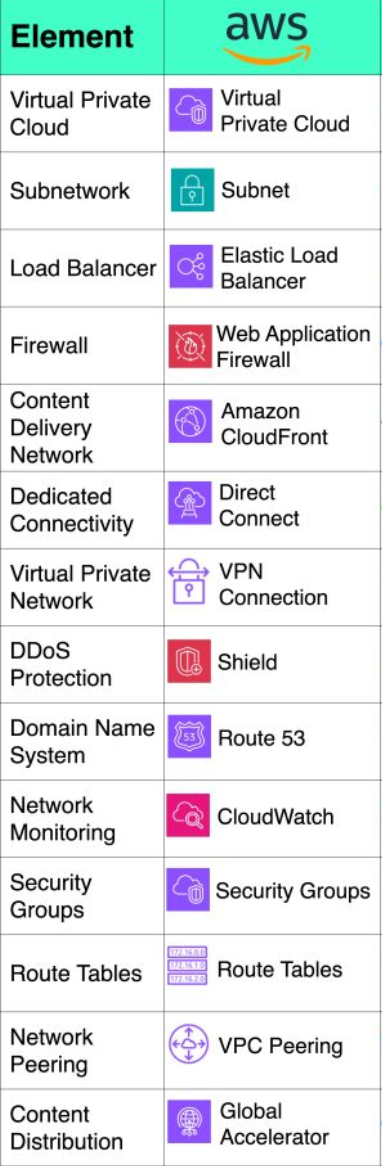 Element
aws
Virtual Private
Cloud
Virtual
Private Cloud
Subnetwork
Subnet
Load Balancer
Elastic Load
Balancer
Firewall
Web Application
Firewall
Content
Delivery
Network
Amazon
CloudFront
Dedicated
Connectivity
Direct
Connect
Virtual Private
Network
VPN
Connection
DDoS
Protection
Shield
Domain Name
System
53
Route 53
Network
Monitoring
CloudWatch
Security
Groups
Security Groups
Route Tables
172.16.0.0
172.16.1.0
172.16.2.0
Route Tables
Network
Peering
VPC Peering
Content
Distribution
Global
Accelerator